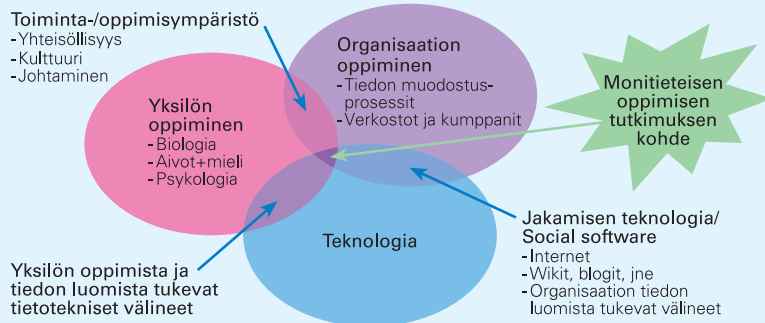 Toiminta-/oppimisympäristö
-Yhteisöllisyys
-Kulttuuri
-Johtaminen
Organisaation
oppiminen
-Tiedon muodostus-
prosessit
-Verkostot ja kumppanit
Monitieteisen
oppimisen
tutkimuksen
kohde
Yksilön
oppiminen
-Biologia
-Aivot+mieli
-Psykologia
Teknologia
Jakamisen teknologia/
Social software
-Internet
-Wikit, blogit, jne
-Organisaation tiedon
luomista tukevat välineet
Yksilön oppimista ja
tiedon luomista tukevat
tietotekniset välineet